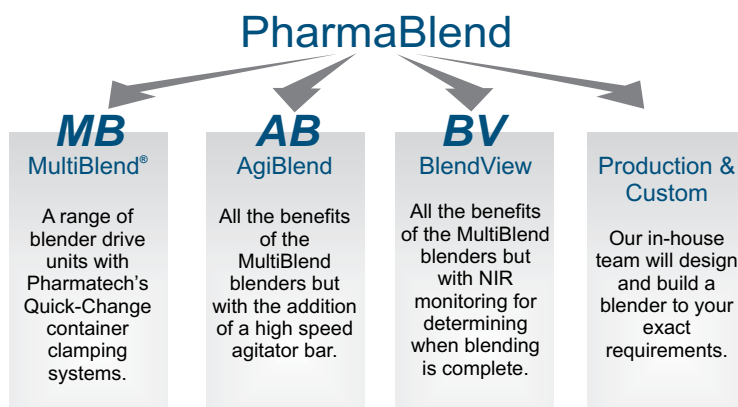 PharmaBlend
MB
MultiBlend®
A range of
blender drive
units with
Pharmatech's
Quick-Change
container
clamping
systems.
AB
AgiBlend
All the benefits
of the
MultiBlend
blenders but
with the addition
of a high speed
agitator bar.
BV
BlendView
All the benefits
of the MultiBlend
blenders but
with NIR
monitoring for
determining
when blending
is complete.
Production &
Custom
Our in-house
team will design
and build a
blender to your
exact
requirements.